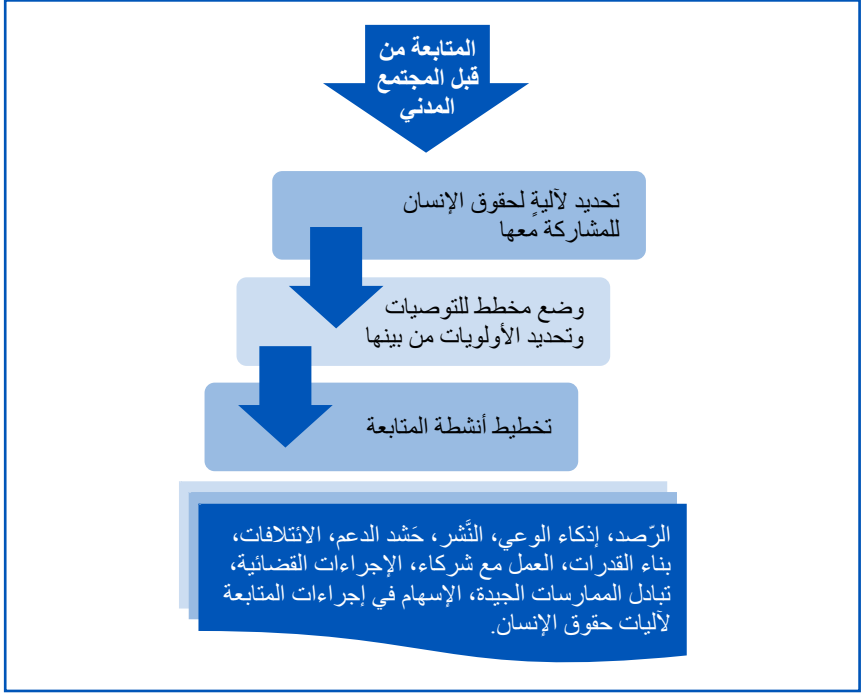 المتابعة من
قبل المجتمع
المدني
تحديد لآليةٍ لحقوق الإنسان
للمشاركة معها
وضع مخطط للتوصيات
وتحديد الأولويات من بينها
تخطيط أنشطة المتابعة
الرّصد، إذكاء الوعي، النَّشر، حَشد الدعم، الائتلافات،
بناء القدرات، العمل مع شركاء، الإجراءات القضائية،
تبادل الممارسات الجيدة، الإسهام في إجراءات المتابعة
لآليات حقوق الإنسان.